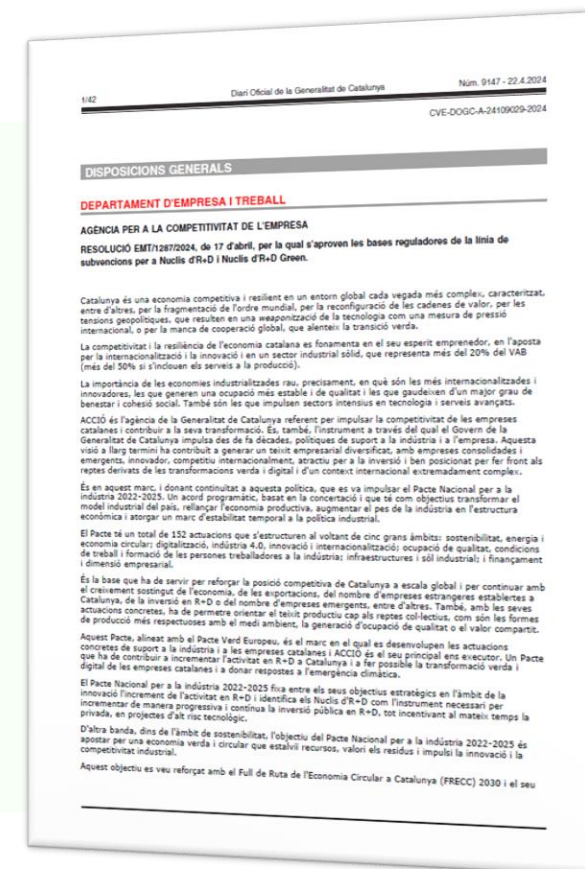 1/42
Diari Oficial de la Generalitat de Catalunya
Núm. 9147 - 22.4.2024
CVE-DOGC-A-24109029-2024
DISPOSICIONS GENERALS
DEPARTAMENT D'EMPRESA I TREBALL
AGÈNCIA PER A LA COMPETITIVITAT DE L'EMPRESA
RESOLUCIÓ EMT/1287/2024, de 17 d'abril, per la qual s'aproven les bases reguladores de la línia de
subvencions per a Nuclis d'R+D i Nuclis d'R+D Green.
Catalunya és una economia competitiva i resilient en un entorn global cada vegada més complex, caracteritzat,
entre d'altres, per la fragmentació de l'ordre mundial, per la reconfiguració de les cadenes de valor, per les
tensions geopolítiques, que resulten en una weaponització de la tecnologia com una mesura de pressió
internacional, o per la manca de cooperació global, que alenteix la transició verda.
La competitivitat i la resiliència de l'economia catalana es fonamenta en el seu esperit emprenedor, en l'aposta
per la internacionalització i la innovació i en un sector industrial sòlid, que representa més del 20% del VAB
(més del 50% si s'inclouen els serveis a la producció).
La importància de les economies industrialitzades rau, precisament, en què són les més internacionalitzades i
innovadores, les que generen una ocupació més estable i de qualitat i les que gaudeixen d'un major grau de
benestar i cohesió social. També són les que impulsen sectors intensius en tecnologia i serveis avançats.
ACCIÓ és l'agència de la Generalitat de Catalunya referent per impulsar la competitivitat de les empreses
catalanes i contribuir a la seva transformació. És, també, l'instrument a través del qual el Govern de la
Generalitat de Catalunya impulsa des de fa dècades, polítiques de suport a la indústria i a l'empresa. Aquesta
visió a llarg termini ha contribuït a generar un teixit empresarial diversificat, amb empreses consolidades i
emergents, innovador, competitiu internacionalment, atractiu per a la inversió i ben posicionat per fer front als
reptes derivats de les transformacions verda i digital i d'un context internacional extremadament complex.
És en aquest marc, i donant continuïtat a aquesta política, que es va impulsar el Pacte Nacional per a la
indústria 2022-2025. Un acord programàtic, basat en la concertació i que té com objectius transformar el
model industrial del país, rellançar l'economia productiva, augmentar el pes de la indústria en l'estructura
econòmica i atorgar un marc d'estabilitat temporal a la política industrial.
El Pacte té un total de 152 actuacions que s'estructuren al voltant de cinc grans àmbits: sostenibilitat, energia i
economia circular; digitalització, indústria 4.0, innovació i internacionalització; ocupació de qualitat, condicions
de treball i formació de les persones treballadores a la indústria; infraestructures i sòl industrial; i finançament
i dimensió empresarial.
És la base que ha de servir per reforçar la posició competitiva de Catalunya a escala global i per continuar amb
el creixement sostingut de l'economia, de les exportacions, del nombre d'empreses estrangeres establertes a
Catalunya, de la inversió en R+D o del nombre d'empreses emergents, entre d'altres. També, amb les seves
actuacions concretes, ha de permetre orientar el teixit productiu cap als reptes col·lectius, com són les formes
de producció més respectuoses amb el medi ambient, la generació d'ocupació de qualitat o el valor compartit.
Aquest Pacte, alineat amb el Pacte Verd Europeu, és el marc en el qual es desenvolupen les actuacions
concretes de suport a la indústria i a les empreses catalanes i ACCIÓ és el seu principal ens executor. Un Pacte
que ha de contribuir a incrementar l'activitat en R+D a Catalunya i a fer possible la transformació verda i
digital de les empreses catalanes i a donar respostes a l'emergència climàtica.
El Pacte Nacional per a la indústria 2022-2025 fixa entre els seus objectius estratègics en l'àmbit de la
innovació l'increment de l'activitat en R+D i identifica els Nuclis d'R+D com l'instrument necessari per
incrementar de manera progressiva i contínua la inversió pública en R+D, tot incentivant al mateix temps la
privada, en projectes d'alt risc tecnològic.
D'altra banda, dins de l'àmbit de sostenibilitat, l'objectiu del Pacte Nacional per a la indústria 2022-2025 és
apostar per una economia verda i circular que estalviï recursos, valori els residus i impulsi la innovació i la
competitivitat industrial.
Aquest objectiu es veu reforçat amb el Full de Ruta de l'Economia Circular a Catalunya (FRECC) 2030 i el seu